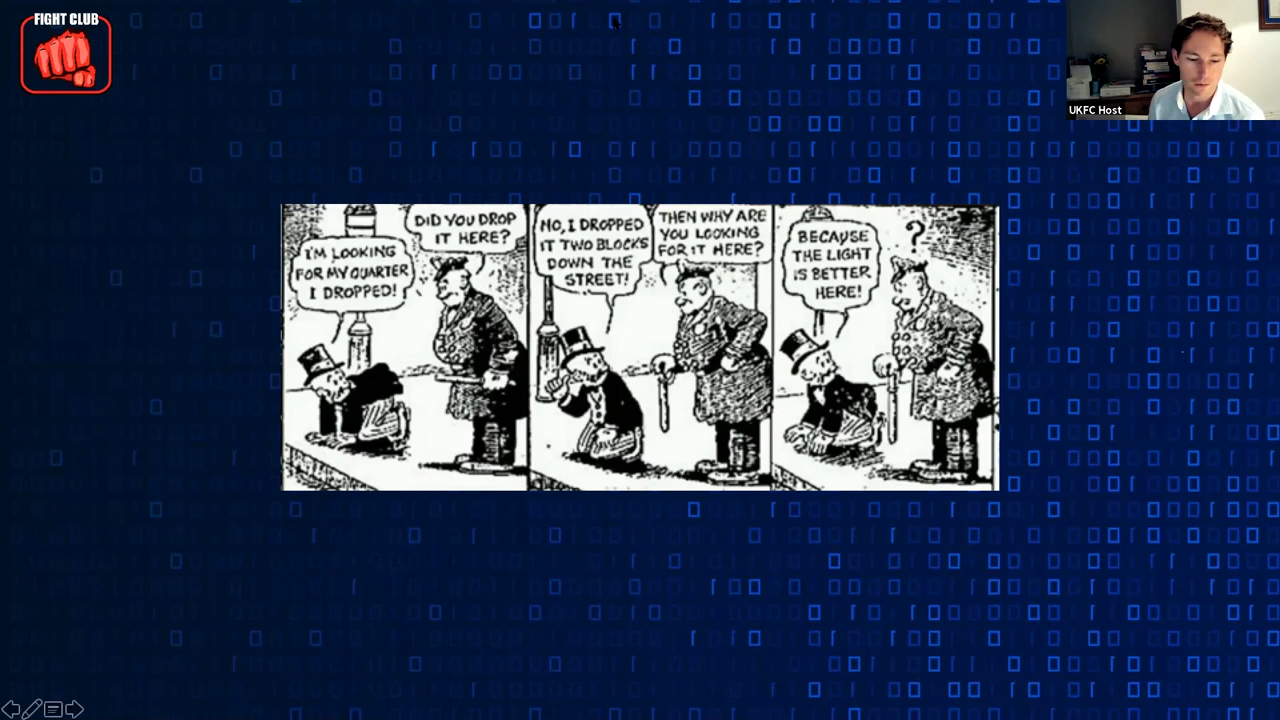 FIGHT CLUB
UKFC Host
I'M LOOKING
FOR MY QUARTER
I DROPPED!
DID YOU DROP
IT HERE?
NO, I DROPPED
IT TWO BLOCKS
DOWN THE
STREET!
THEN WHY ARE
YOU LOOKING
FOR IT HERE?
BECAUSE
THE LIGHT
IS BETTER
HERE!
?